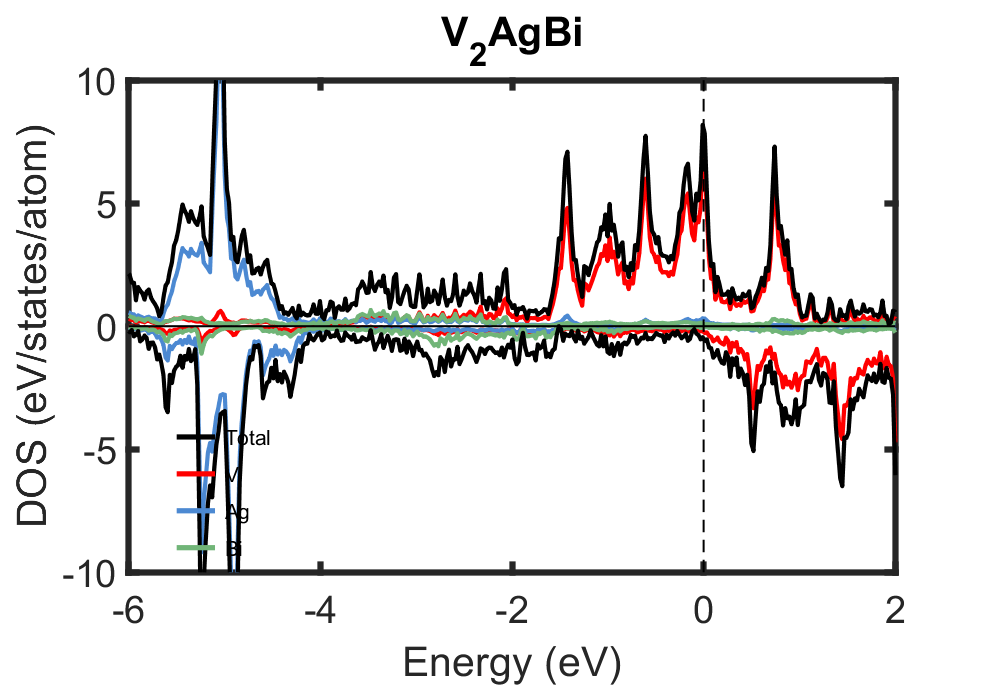 V2AgBi
DOS (eV/states/atom)
10
5
0
-5
-10
Total
V
Ag
Bi
-6
-4
-2
0
2
Energy (eV)